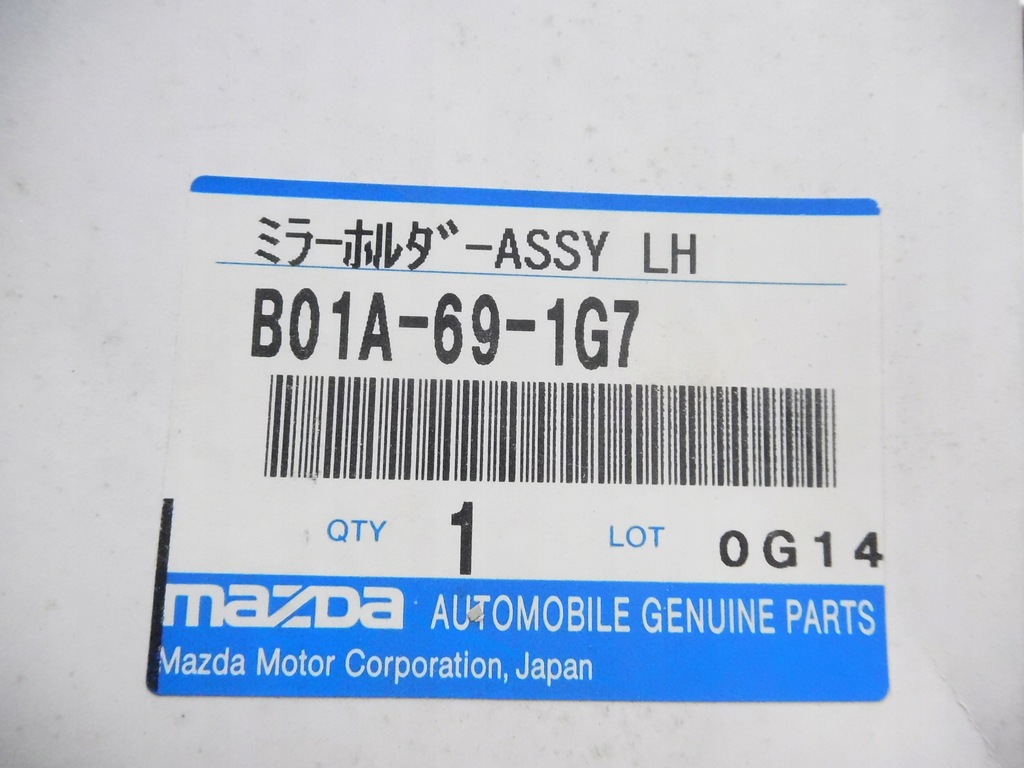 ミラーホルダ゛ーASSY LH
B01A-69-1G7
QTY 1 LOT 0G14
mazda AUTOMOBILE GENUINE PARTS
Mazda Motor Corporation, Japan